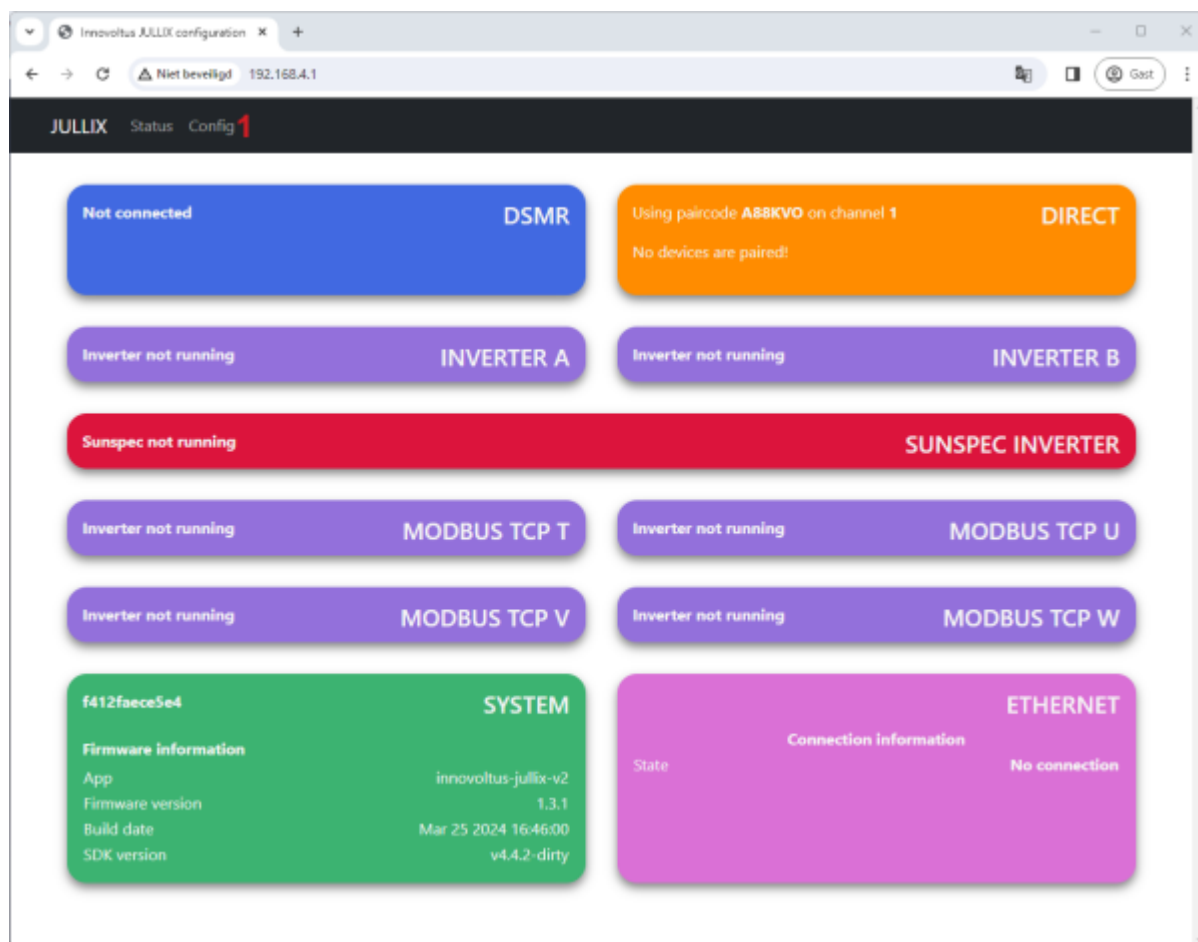 Innovoltus JULLIX configuration
Niet beveiligd 192.168.4.1
Gast
JULLIX Status Config 1
Not connected DSMR
Using paircode A88KVO on channel 1 DIRECT
No devices are paired!
Inverter not running INVERTER A
Inverter not running INVERTER B
Sunspec not running SUNSPEC INVERTER
Inverter not running MODBUS TCP T
Inverter not running MODBUS TCP U
Inverter not running MODBUS TCP V
Inverter not running MODBUS TCP W
f412faece5e4 SYSTEM
Firmware information
App innovoltus-jullix-v2
Firmware version 1.3.1
Build date Mar 25 2024 16:46:00
SDK version v4.4.2-dirty
ETHERNET
Connection information
State No connection